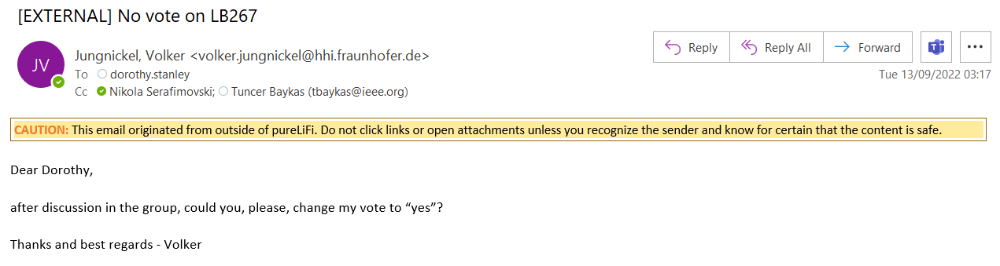 [EXTERNAL] No vote on LB267
JV
Jungnickel, Volker <volker.jungnickel@hhi.fraunhofer.de>
Reply
Reply All
Forward
To dorothy.stanley
Tue 13/09/2022 03:17
Cc Nikola Serafimovski; Tuncer Baykas (tbaykas@ieee.org)
CAUTION: This email originated from outside of pureLiFi. Do not click links or open attachments unless you recognize the sender and know for certain that the content is safe.
Dear Dorothy,
after discussion in the group, could you, please, change my vote to “yes”?
Thanks and best regards - Volker